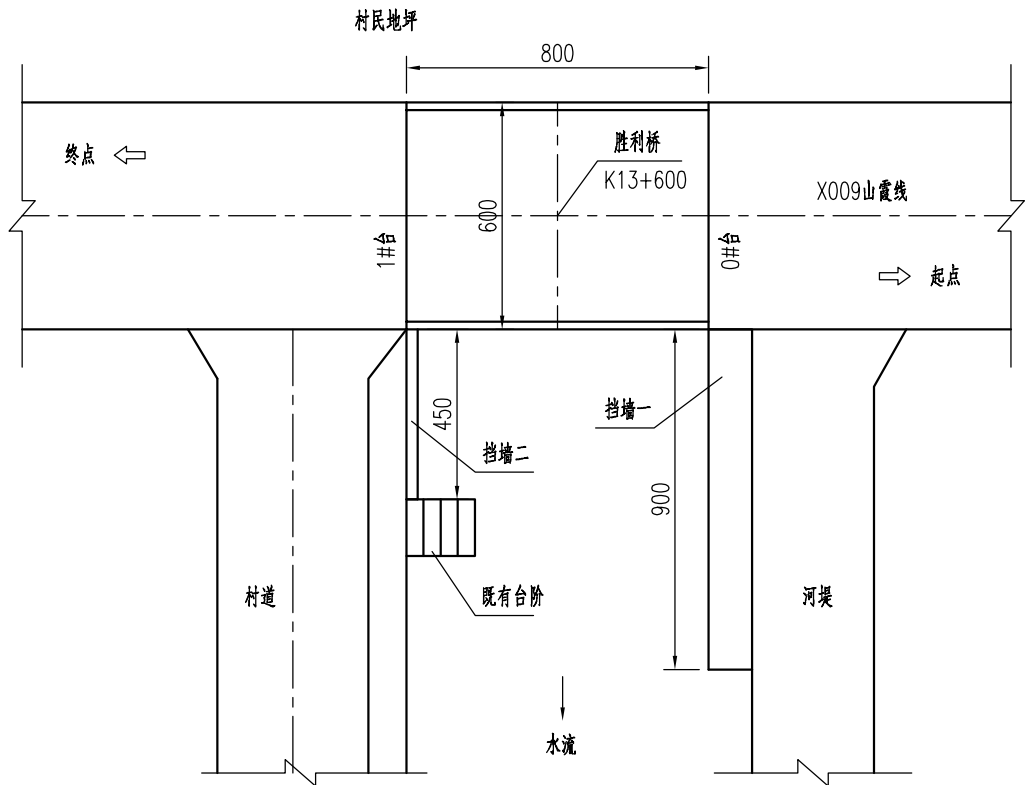 村民地坪
800
终点
胜利桥
K13+600
X009山霞线
600
1#台
0#台
起点
450
挡墙一
挡墙二
900
既有台阶
村道
河堤
水流